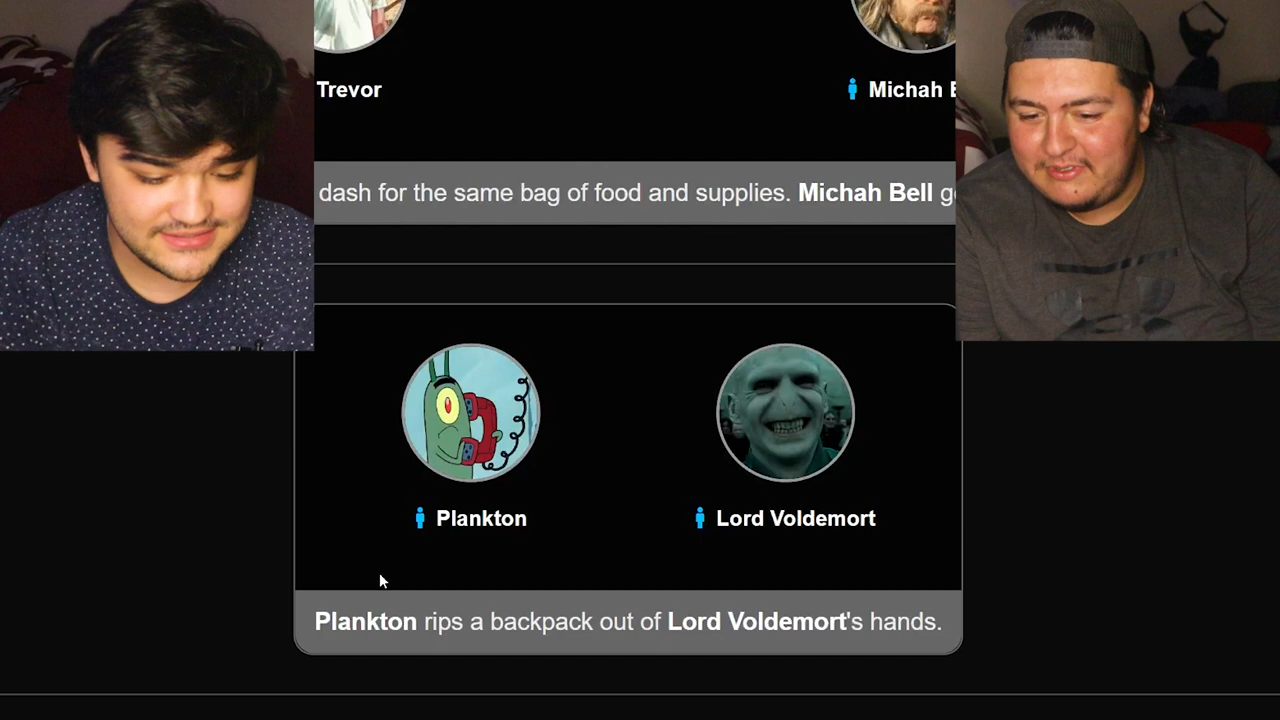 Trevor
Michah
dash for the same bag of food and supplies. Michah Bell
Plankton
Lord Voldemort
Plankton rips a backpack out of Lord Voldemort's hands.